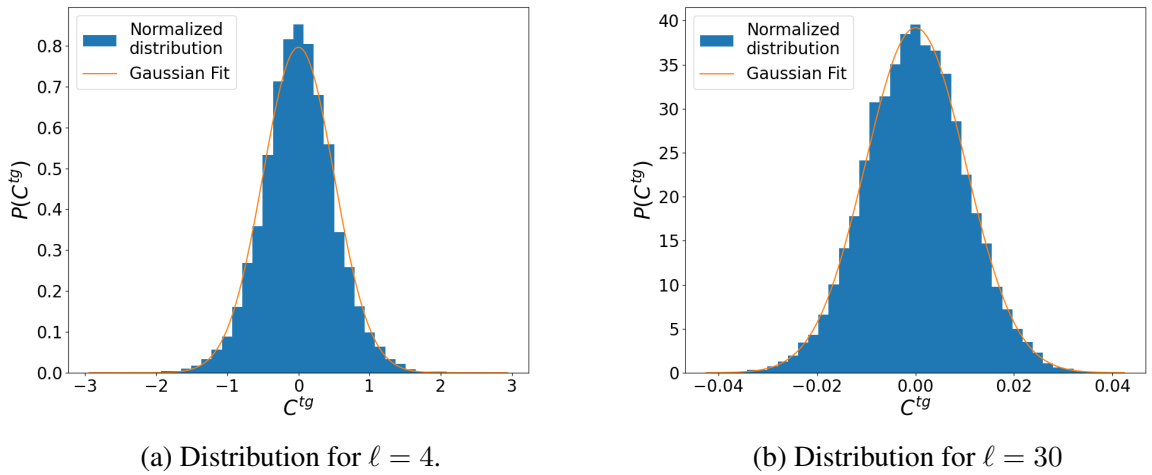 Normalized
distribution
Gaussian Fit
P(C^{tg})
0.8
0.7
0.6
0.5
0.4
0.3
0.2
0.1
0.0
−3
−2
−1
0
1
2
3
C^{tg}
(a) Distribution for ℓ = 4.
Normalized
distribution
Gaussian Fit
P(C^{tg})
40
35
30
25
20
15
10
5
0
−0.04
−0.02
0.00
0.02
0.04
C^{tg}
(b) Distribution for ℓ = 30